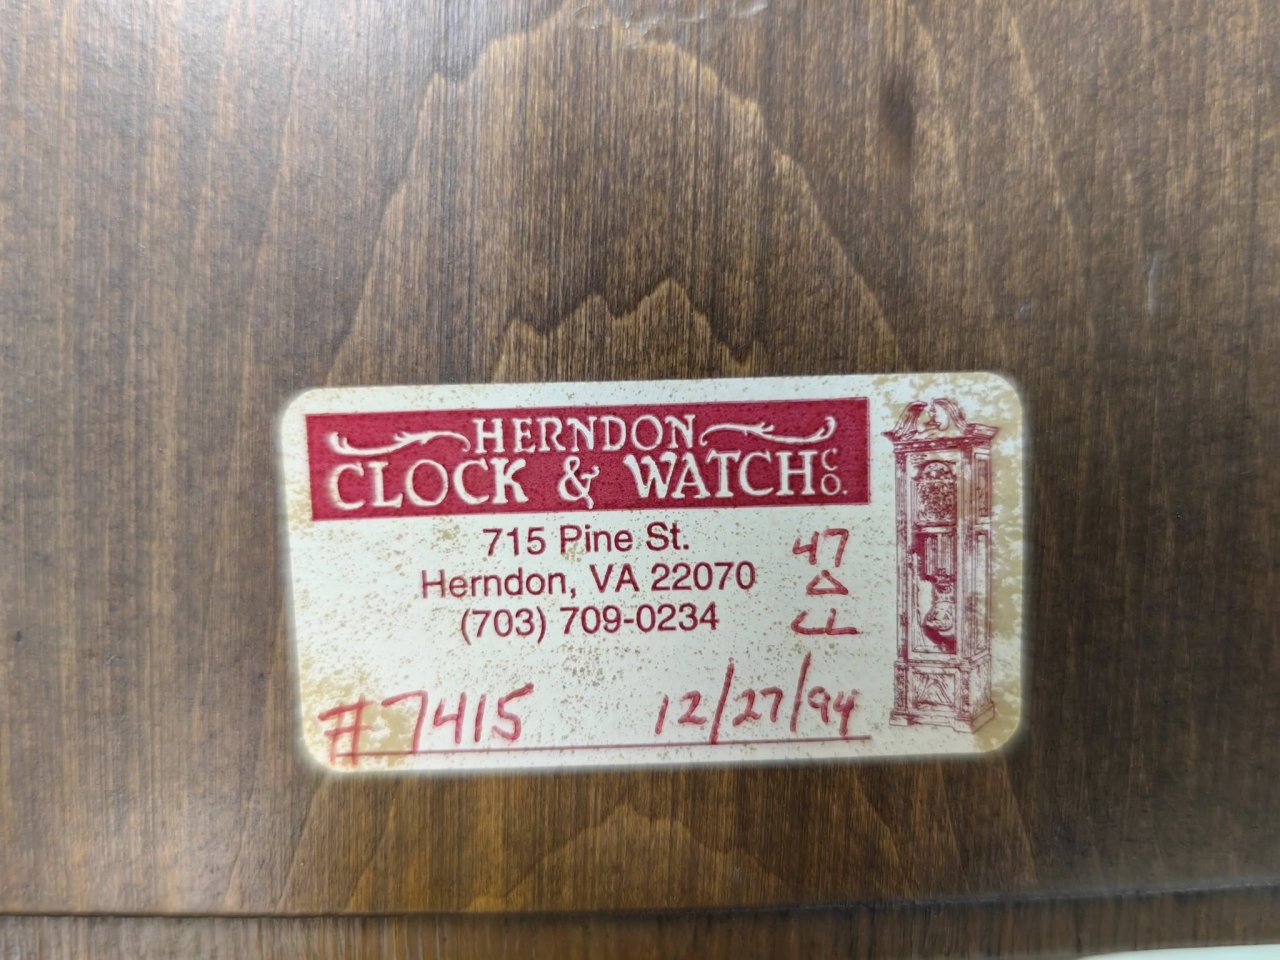 HERNDON
CLOCK & WATCH CO.
715 Pine St.
Herndon, VA 22070
(703) 709-0234
47
Δ
#7415
12/27/94